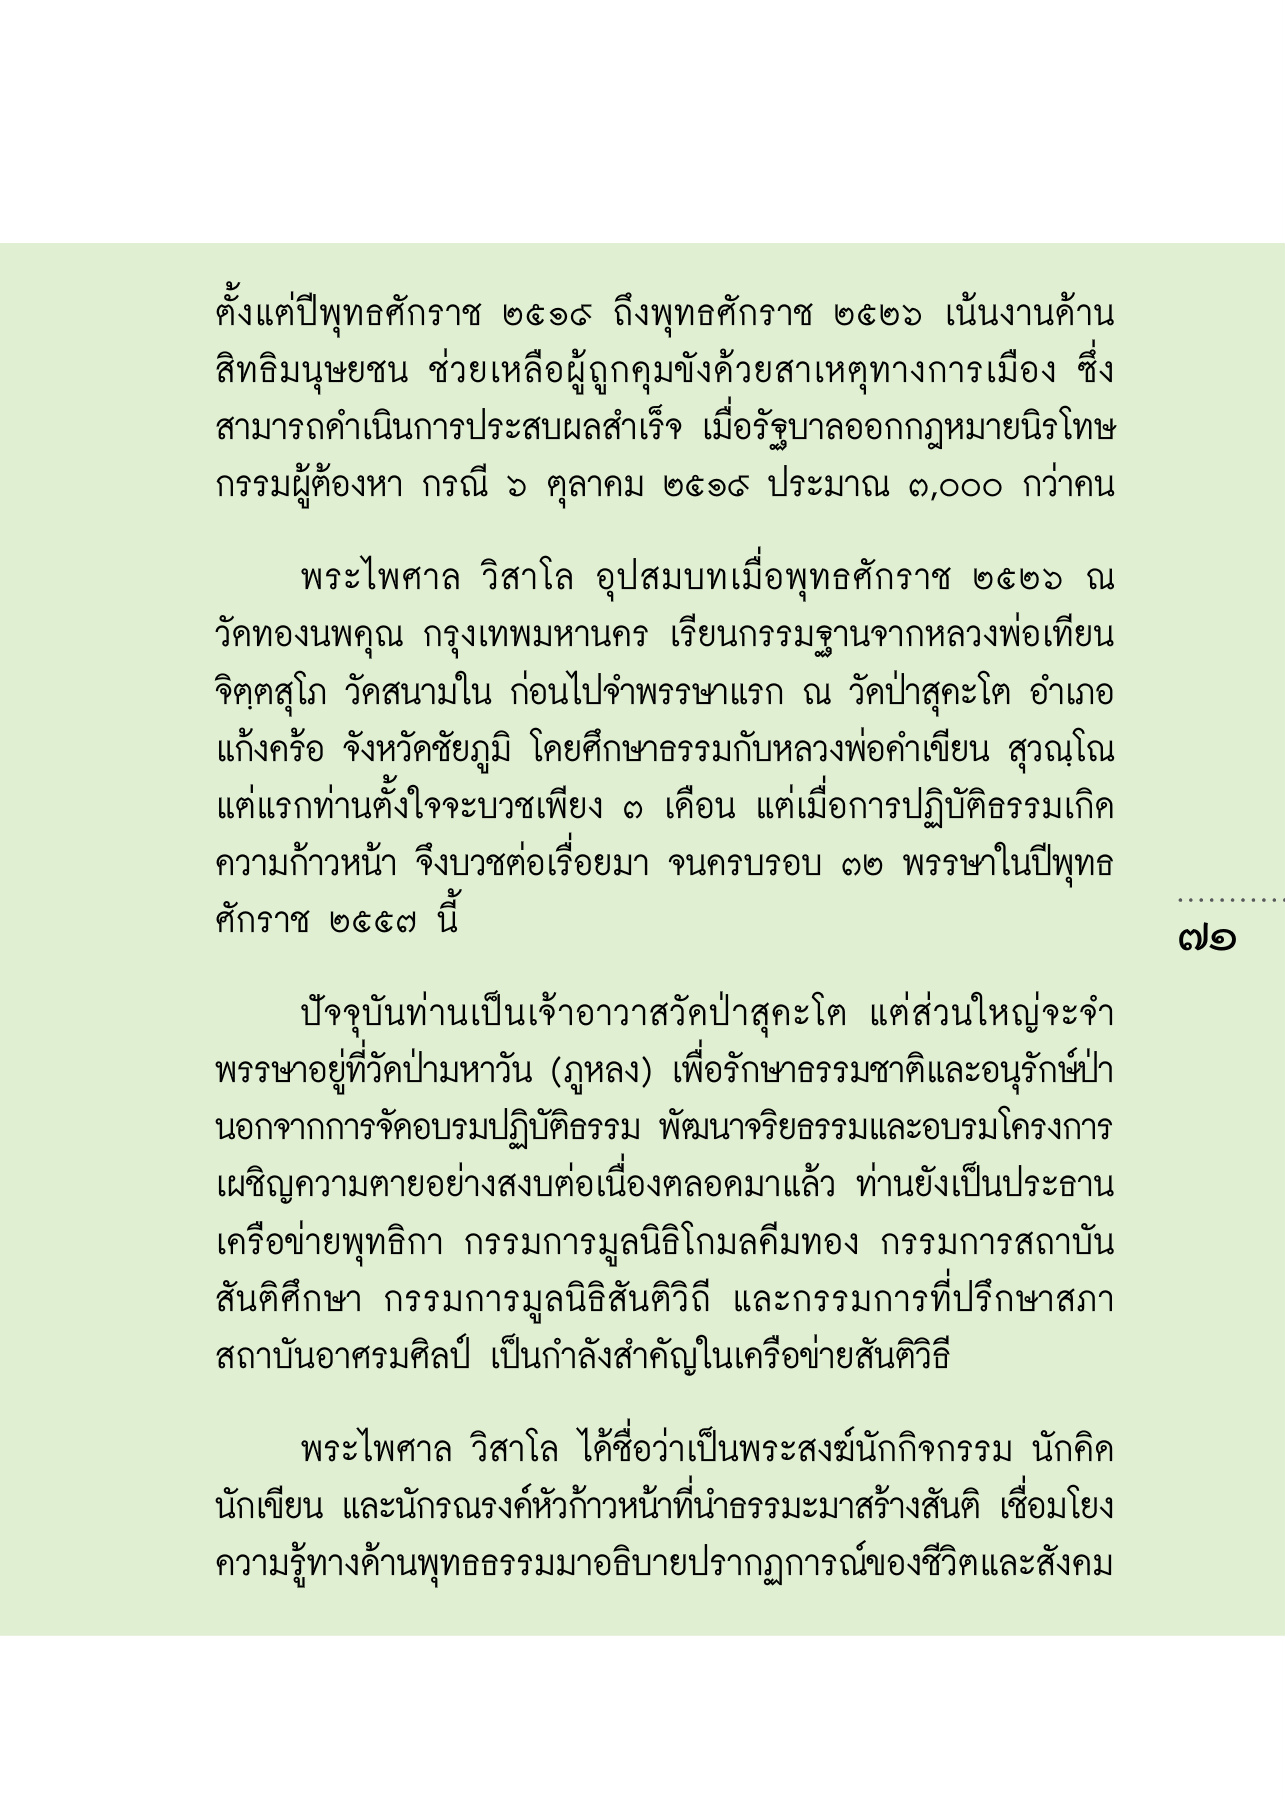 ตั้งแต่ปีพุทธศักราช ๒๕๑๙ ถึงพุทธศักราช ๒๕๒๖ เน้นงานด้าน
สิทธิมนุษยชน ช่วยเหลือผู้ถูกคุมขังด้วยสาเหตุทางการเมือง ซึ่ง
สามารถดำเนินการประสบผลสำเร็จ เมื่อรัฐบาลออกกฎหมายนิรโทษ
กรรมผู้ต้องหา กรณี ๖ ตุลาคม ๒๕๑๙ ประมาณ ๓,๐๐๐ กว่าคน
พระไพศาล วิสาโล อุปสมบทเมื่อพุทธศักราช ๒๕๒๖ ณ
วัดทองนพคุณ กรุงเทพมหานคร เรียนกรรมฐานจากหลวงพ่อเทียน
จิตฺตสุโภ วัดสนามใน ก่อนไปจำพรรษาแรก ณ วัดป่าสุคะโต อำเภอ
แก้งคร้อ จังหวัดชัยภูมิ โดยศึกษาธรรมกับหลวงพ่อคำเขียน สุวณฺโณ
แต่แรกท่านตั้งใจจะบวชเพียง ๓ เดือน แต่เมื่อการปฏิบัติธรรมเกิด
ความก้าวหน้า จึงบวชต่อเรื่อยมา จนครบรอบ ๓๒ พรรษาในปีพุทธ
ศักราช ๒๕๕๗ นี้
๗๑
ปัจจุบันท่านเป็นเจ้าอาวาสวัดป่าสุคะโต แต่ส่วนใหญ่จะจำ
พรรษาอยู่ที่วัดป่ามหาวัน (ภูหลง) เพื่อรักษาธรรมชาติและอนุรักษ์ป่า
นอกจากการจัดอบรมปฏิบัติธรรม พัฒนาจริยธรรมและอบรมโครงการ
เผชิญความตายอย่างสงบต่อเนื่องตลอดมาแล้ว ท่านยังเป็นประธาน
เครือข่ายพุทธิกา กรรมการมูลนิธิโกมลคีมทอง กรรมการสถาบัน
สันติศึกษา กรรมการมูลนิธิสันติวิถี และกรรมการที่ปรึกษาสภา
สถาบันอาศรมศิลป์ เป็นกำลังสำคัญในเครือข่ายสันติวิธี
พระไพศาล วิสาโล ได้ชื่อว่าเป็นพระสงฆ์นักกิจกรรม นักคิด
นักเขียน และนักรณรงค์หัวก้าวหน้าที่นำธรรมะมาสร้างสันติ เชื่อมโยง
ความรู้ทางด้านพุทธธรรมมาอธิบายปรากฏการณ์ของชีวิตและสังคม